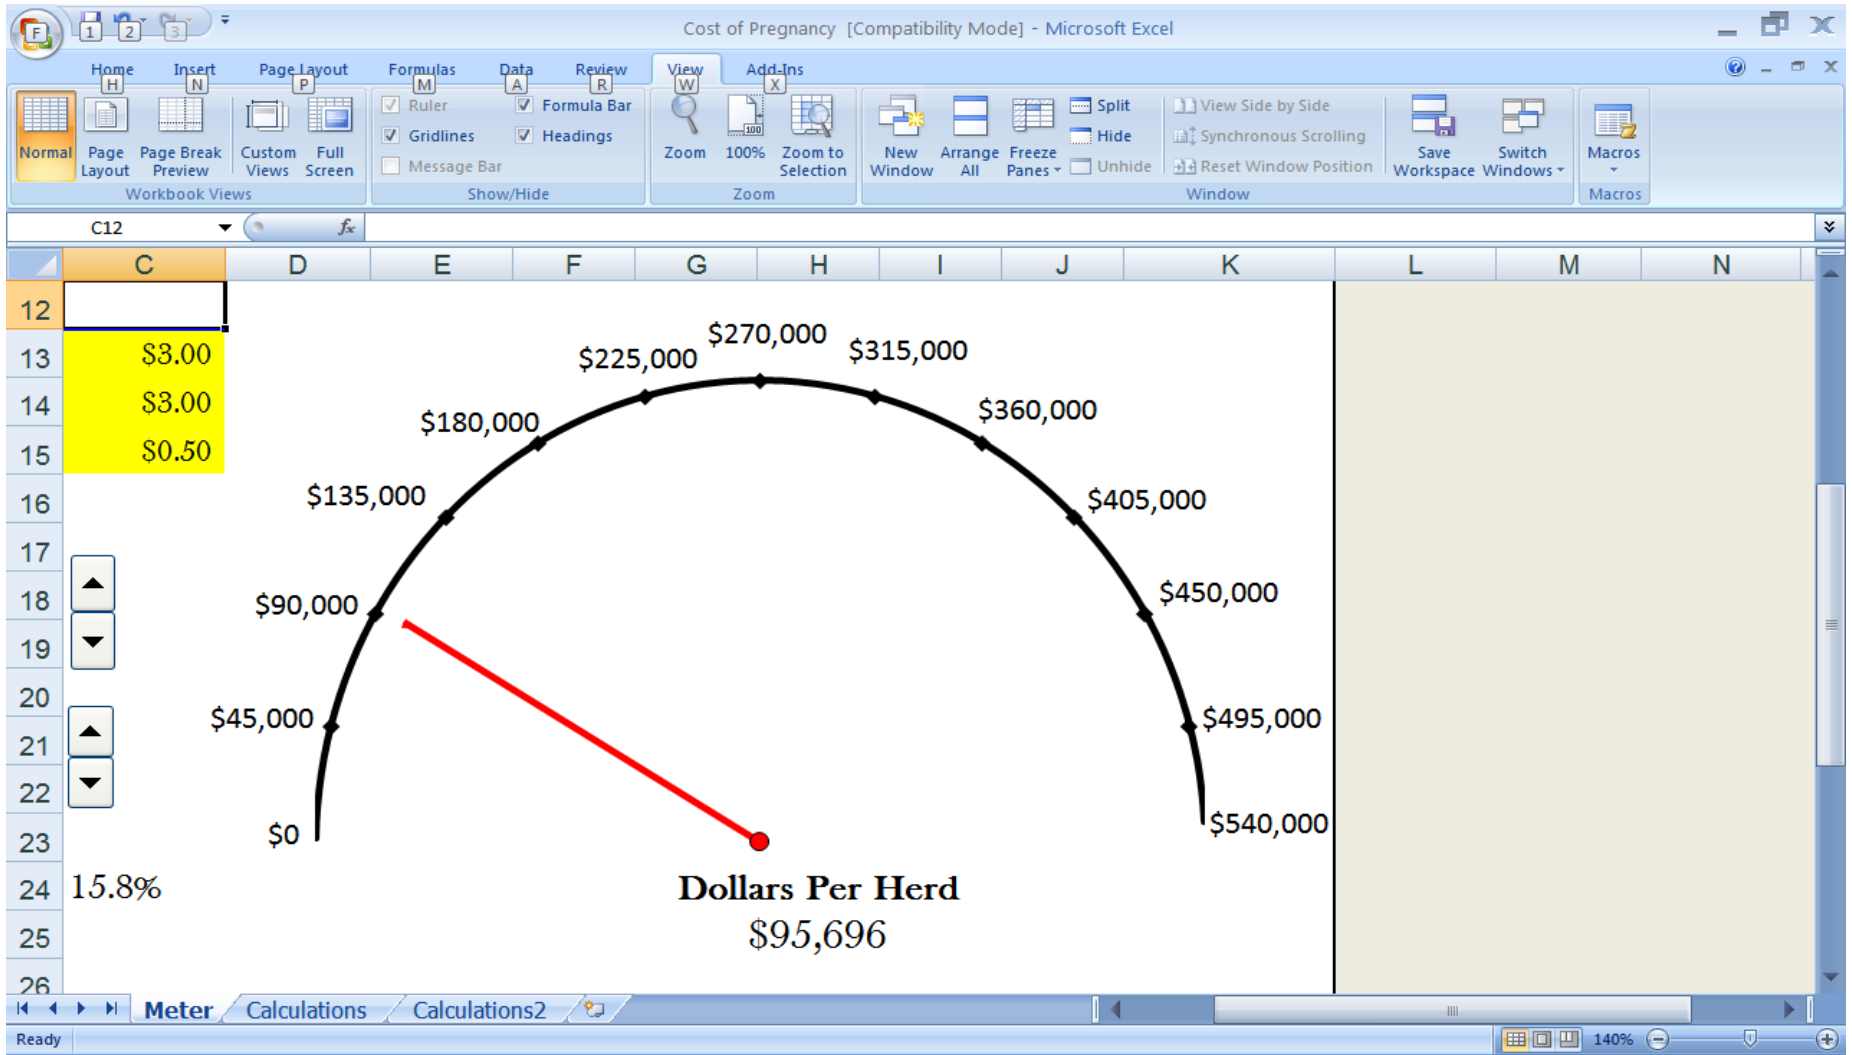 F 1 2 3
Cost of Pregnancy [Compatibility Mode] - Microsoft Excel
Home Insert Page Layout Formulas Data Review View Add-Ins
H N P M A R W X
Ruler Formula Bar Split View Side by Side
Gridlines Headings Hide Synchronous Scrolling
Message Bar Unhide Reset Window Position
Normal Page Layout Page Break Preview Custom Views Full Screen Zoom 100% Zoom to Selection New Window Arrange All Freeze Panes Save Workspace Switch Windows Macros
Workbook Views Show/Hide Zoom Window Macros
C12 fx
C D E F G H I J K L M N
12
13 $3.00
14 $3.00
15 $0.50
16
17
18
19
20
21
22
23
24 15.8%
25
26
$0
$45,000
$90,000
$135,000
$180,000
$225,000
$270,000
$315,000
$360,000
$405,000
$450,000
$495,000
$540,000
Dollars Per Herd
$95,696
Meter Calculations Calculations2
Ready 140%